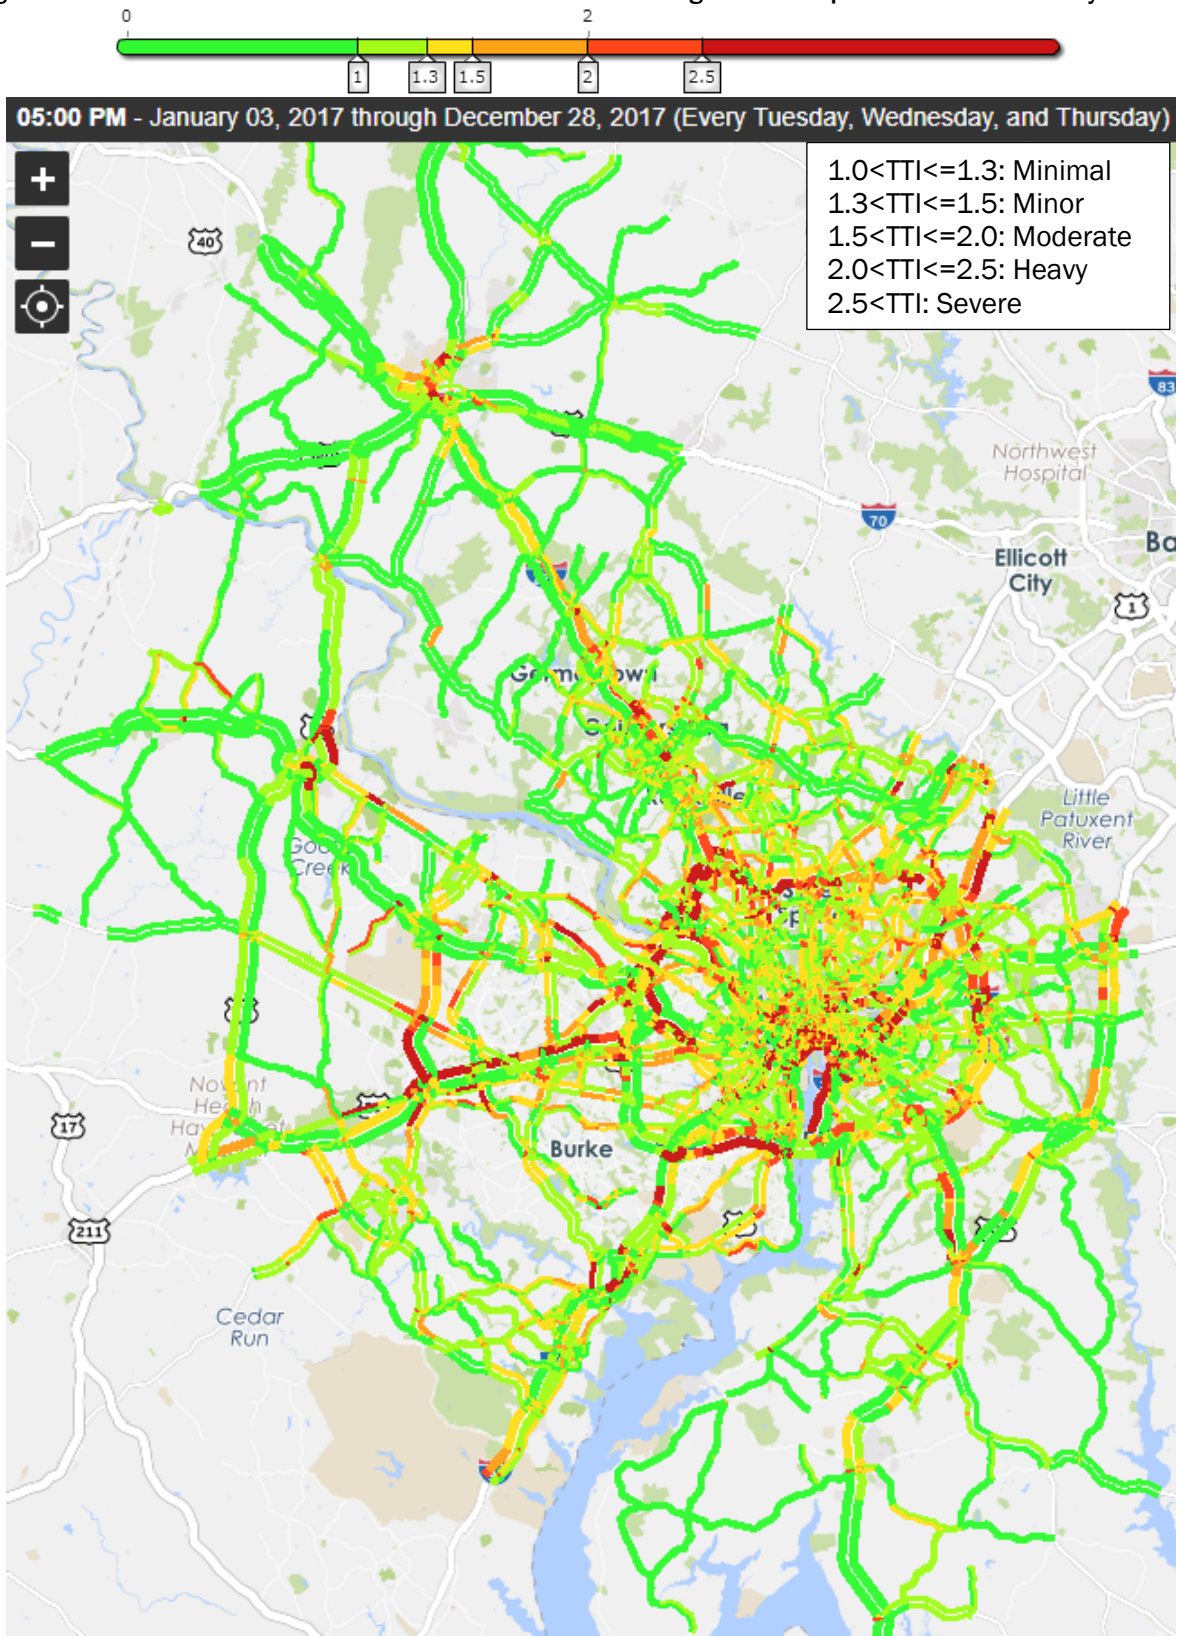 0 2
1 1.3 1.5 2 2.5
05:00 PM - January 03, 2017 through December 28, 2017 (Every Tuesday, Wednesday, and Thursday)
+
−
1.0<TTI<=1.3: Minimal
1.3<TTI<=1.5: Minor
1.5<TTI<=2.0: Moderate
2.0<TTI<=2.5: Heavy
2.5<TTI: Severe
40
83
Northwest
Hospital
70
Ba
Ellicott
City
1
Little
Patuxent
River
Goo
Creek
17
Burke
211
Cedar
Run